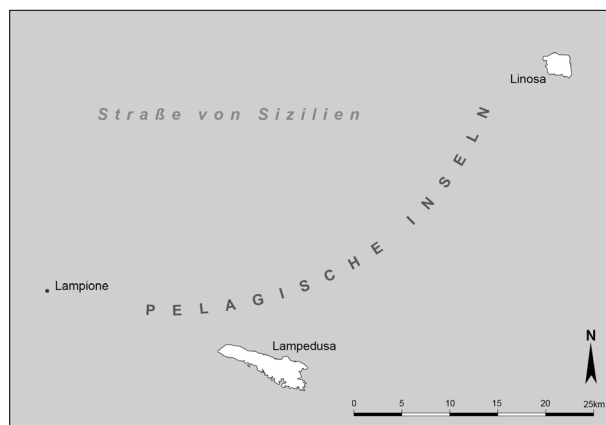 Linosa
Straße von Sizilien
PELAGISCHE INSELN
Lampione
Lampedusa
N
0 5 10 15 20 25km